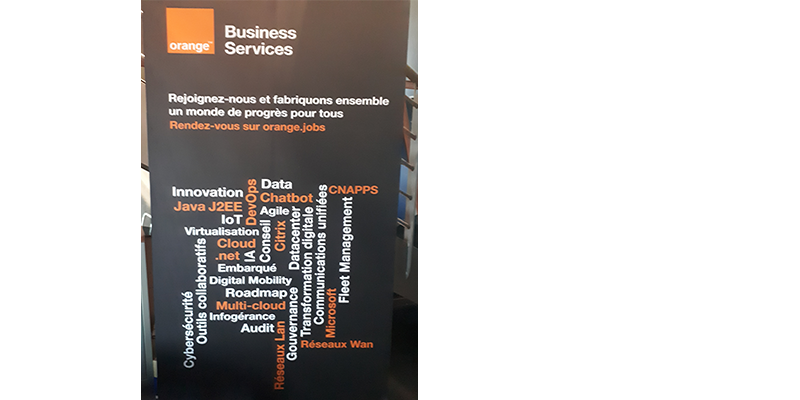 orange™
Business
Services
Rejoignez-nous et fabriquons ensemble
un monde de progrès pour tous
Rendez-vous sur orange.jobs
Innovation
Java J2EE
IoT
Virtualisation
Cloud
.net
DevOps
IA
Data
Chatbot
Agile
Conseil
Citrix
Datacenter
Transformation digitale
Communications unifiées
CNAPPS
Fleet Management
Embarqué
Digital Mobility
Roadmap
Multi-cloud
Infogérance
Audit
Cybersécurité
Outils collaboratifs
Réseaux Lan
Gouvernance
Microsoft
Réseaux Wan